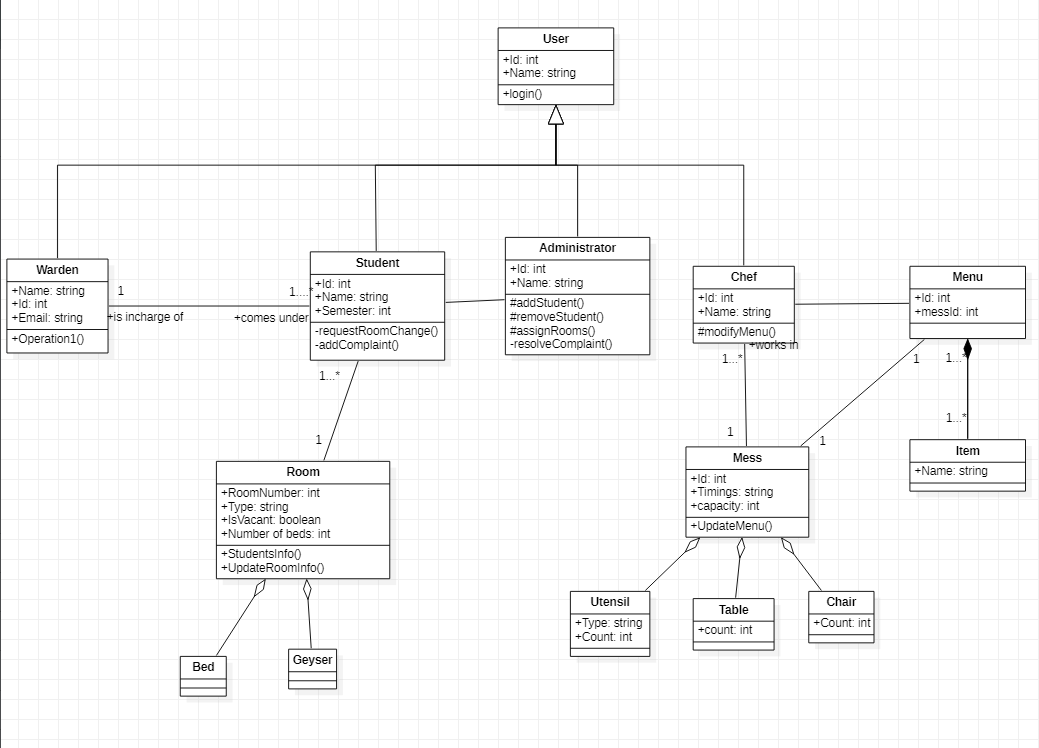 User
+Id: int
+Name: string
+login()
Warden
+Name: string
+Id: int
+Email: string
+Operation1()
1
+is incharge of
1...*
+comes under
Student
+Id: int
+Name: string
+Semester: int
-requestRoomChange()
-addComplaint()
Administrator
+Id: int
+Name: string
#addStudent()
#removeStudent()
#assignRooms()
-resolveComplaint()
Chef
+Id: int
+Name: string
#modifyMenu()
+works in
1...*
1
Menu
+Id: int
+messId: int
1
1...*
1
1...*
Item
+Name: string
1...*
1
Room
+RoomNumber: int
+Type: string
+IsVacant: boolean
+Number of beds: int
+StudentsInfo()
+UpdateRoomInfo()
Mess
+Id: int
+Timings: string
+capacity: int
+UpdateMenu()
Utensil
+Type: string
+Count: int
Table
+count: int
Chair
+Count: int
Bed
Geyser